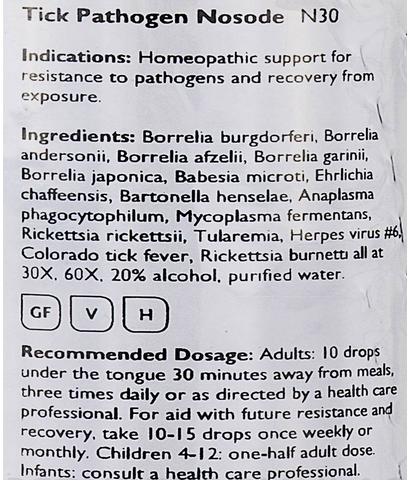 Tick Pathogen Nosode N30
Indications: Homeopathic support for
resistance to pathogens and recovery from
exposure.
Ingredients: Borrelia burgdorferi, Borrelia
andersonii, Borrelia afzelii, Borrelia garinii,
Borrelia japonica, Babesia microti, Ehrlichia
chaffeensis, Bartonella henselae, Anaplasma
phagocytophilum, Mycoplasma fermentans,
Rickettsia rickettsii, Tularemia, Herpes virus #6,
Colorado tick fever, Rickettsia burnetti all at
30X, 60X, 20% alcohol, purified water.
GF V H
Recommended Dosage: Adults: 10 drops
under the tongue 30 minutes away from meals,
three times daily or as directed by a health care
professional. For aid with future resistance and
recovery, take 10-15 drops once weekly or
monthly. Children 4-12: one-half adult dose.
Infants: consult a health care professional.